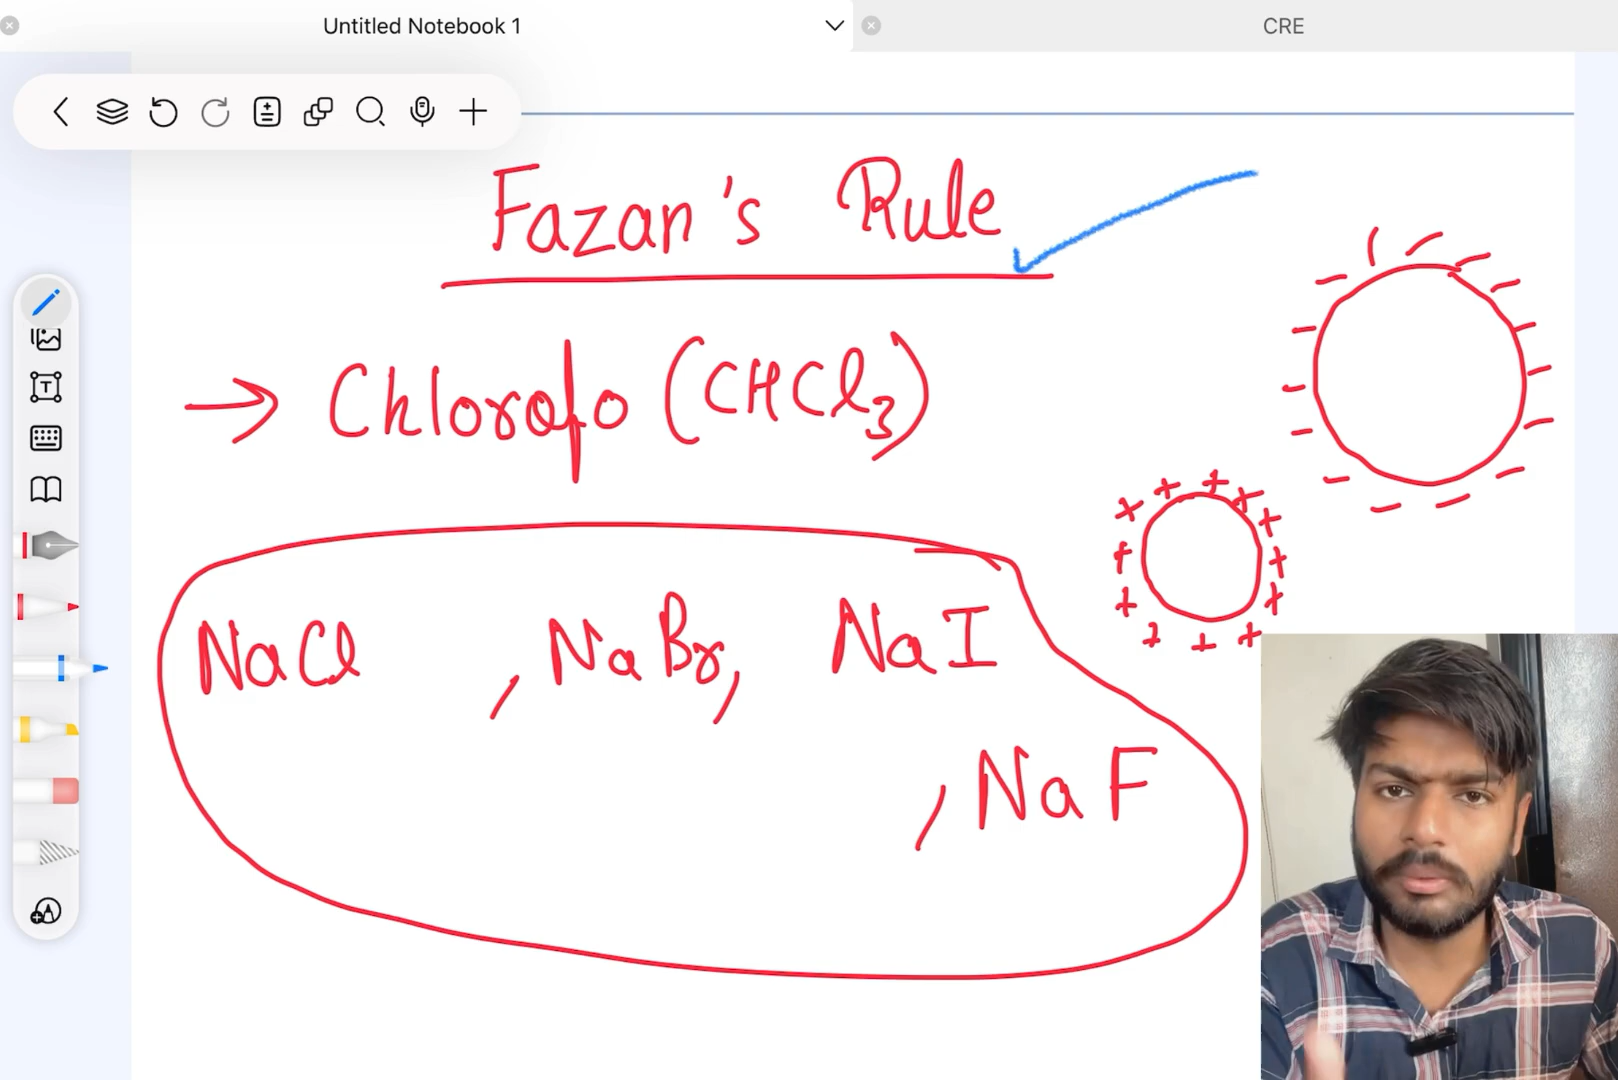 Untitled Notebook 1
CRE
Fazan's Rule
→ Chlorofo (CHCl3)
NaCl , NaBr, NaI
, NaF